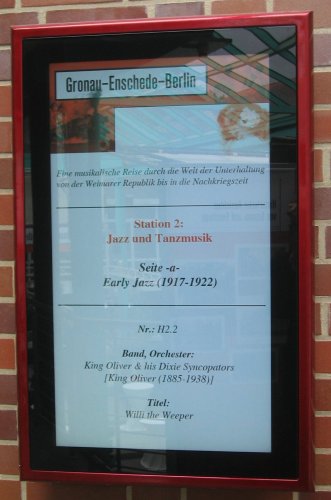 Gronau-Enschede-Berlin
Eine musikalische Reise durch die Welt der Unterhaltung
von der Weimarer Republik bis in die Nachkriegszeit
Station 2:
Jazz und Tanzmusik
Seite -a-
Early Jazz (1917-1922)
Nr.: H2.2
Band, Orchester:
King Oliver & his Dixie Syncopators
[King Oliver (1885-1938)]
Titel:
Willi the Weeper